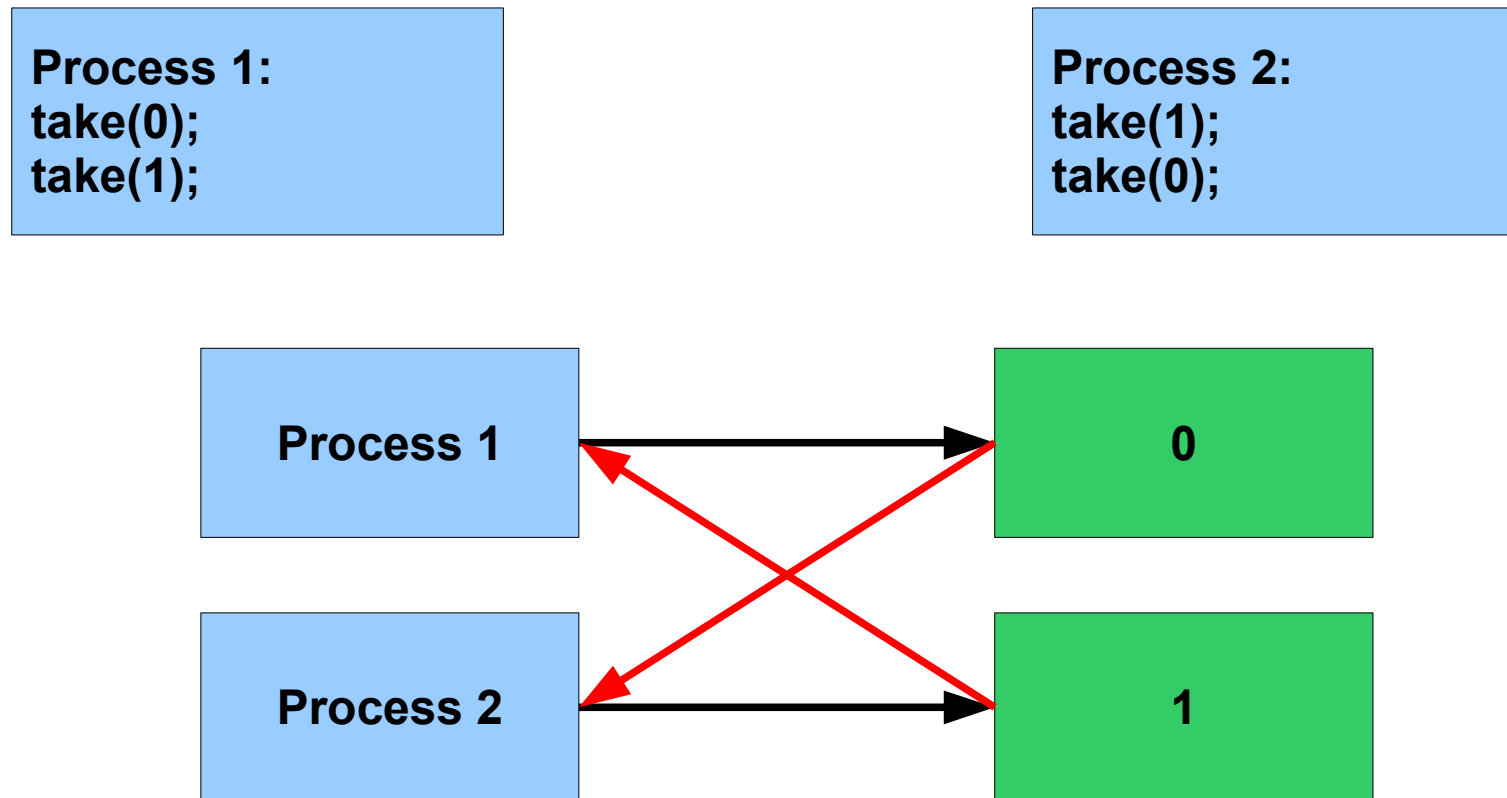 Process 1:
take(0);
take(1);
Process 2:
take(1);
take(0);
Process 1
0
Process 2
1